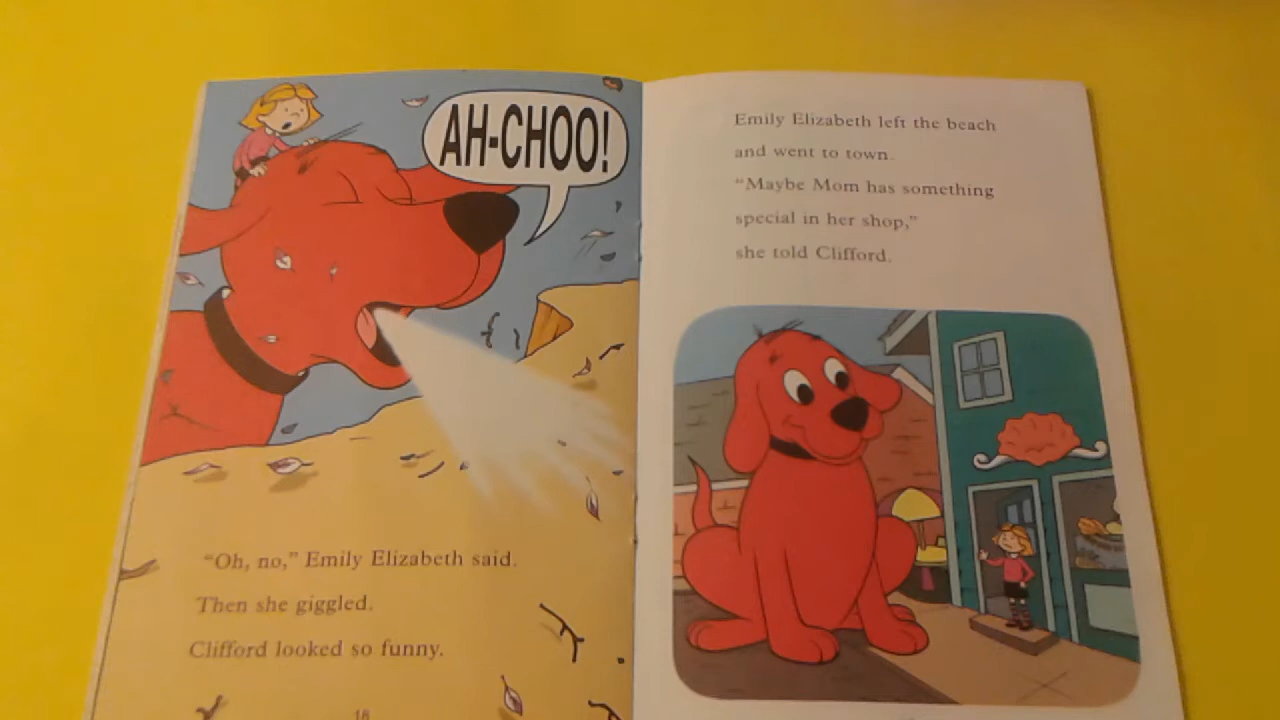 AH-CHOO!
"Oh, no," Emily Elizabeth said.
Then she giggled.
Clifford looked so funny.
18
Emily Elizabeth left the beach
and went to town.
"Maybe Mom has something
special in her shop,"
she told Clifford.